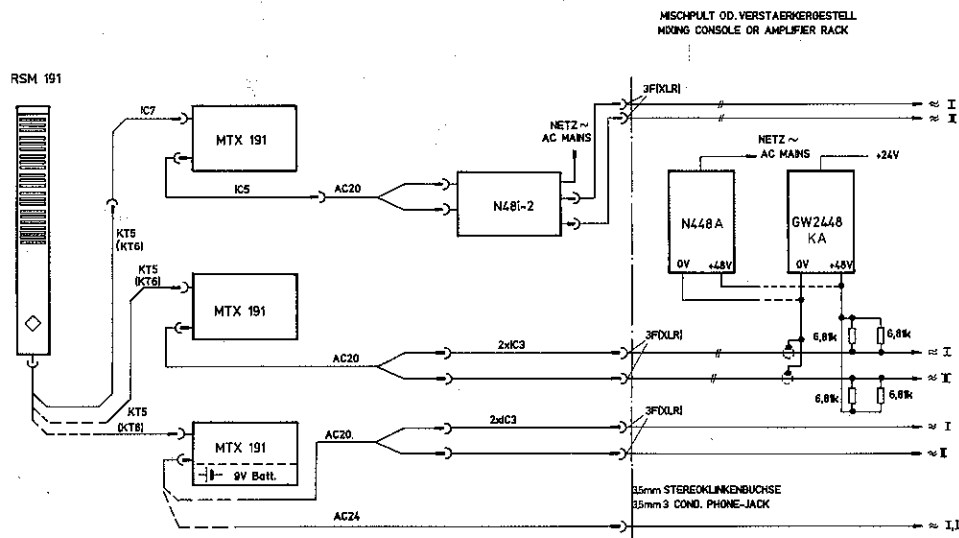 MISCHPULT OD. VERSTAERKERGESTELL
MIXING CONSOLE OR AMPLIFIER RACK
RSM 191
IC7
MTX 191
IC5
AC20
NETZ ~
AC MAINS
N48i-2
3F(XLR)
≈ I
≈ II
NETZ ~
AC MAINS
+24V
N448A
0V +48V
GW2448
KA
0V +48V
KT5
(KT6)
KT5
(KT6)
MTX 191
AC20
2xIC3
3F(XLR)
6,81k
6,81k
≈ I
≈ II
6,81k
6,81k
KT5
(KT6)
MTX 191
9V Batt.
AC20
2xIC3
3F(XLR)
≈ I
≈ II
3,5mm STEREOKLINKENBUCHSE
3,5mm 3 COND. PHONE-JACK
AC24